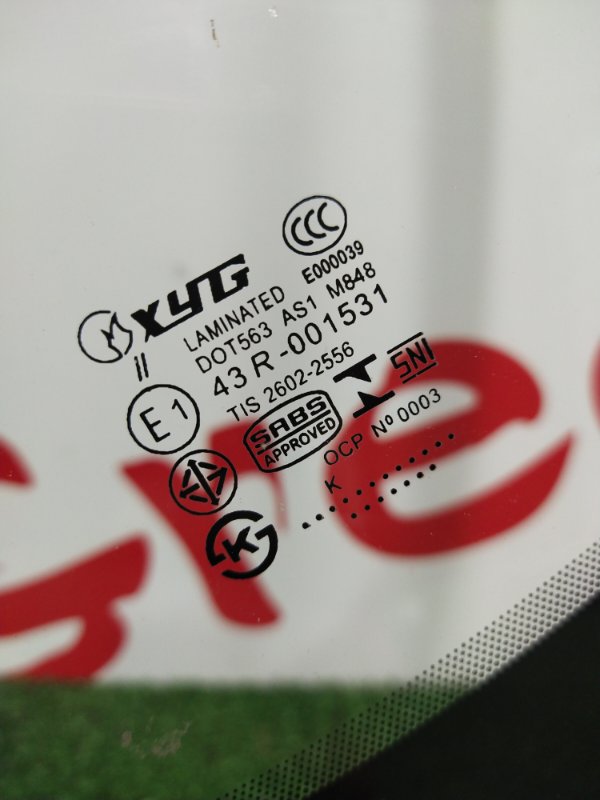 CCC
E000039
XYG
II
LAMINATED
DOT563 AS1 M848
43 R-001531
E1
TIS 2602-2556
SABS
APPROVED
SNI
OCP Nº 0003
K
K